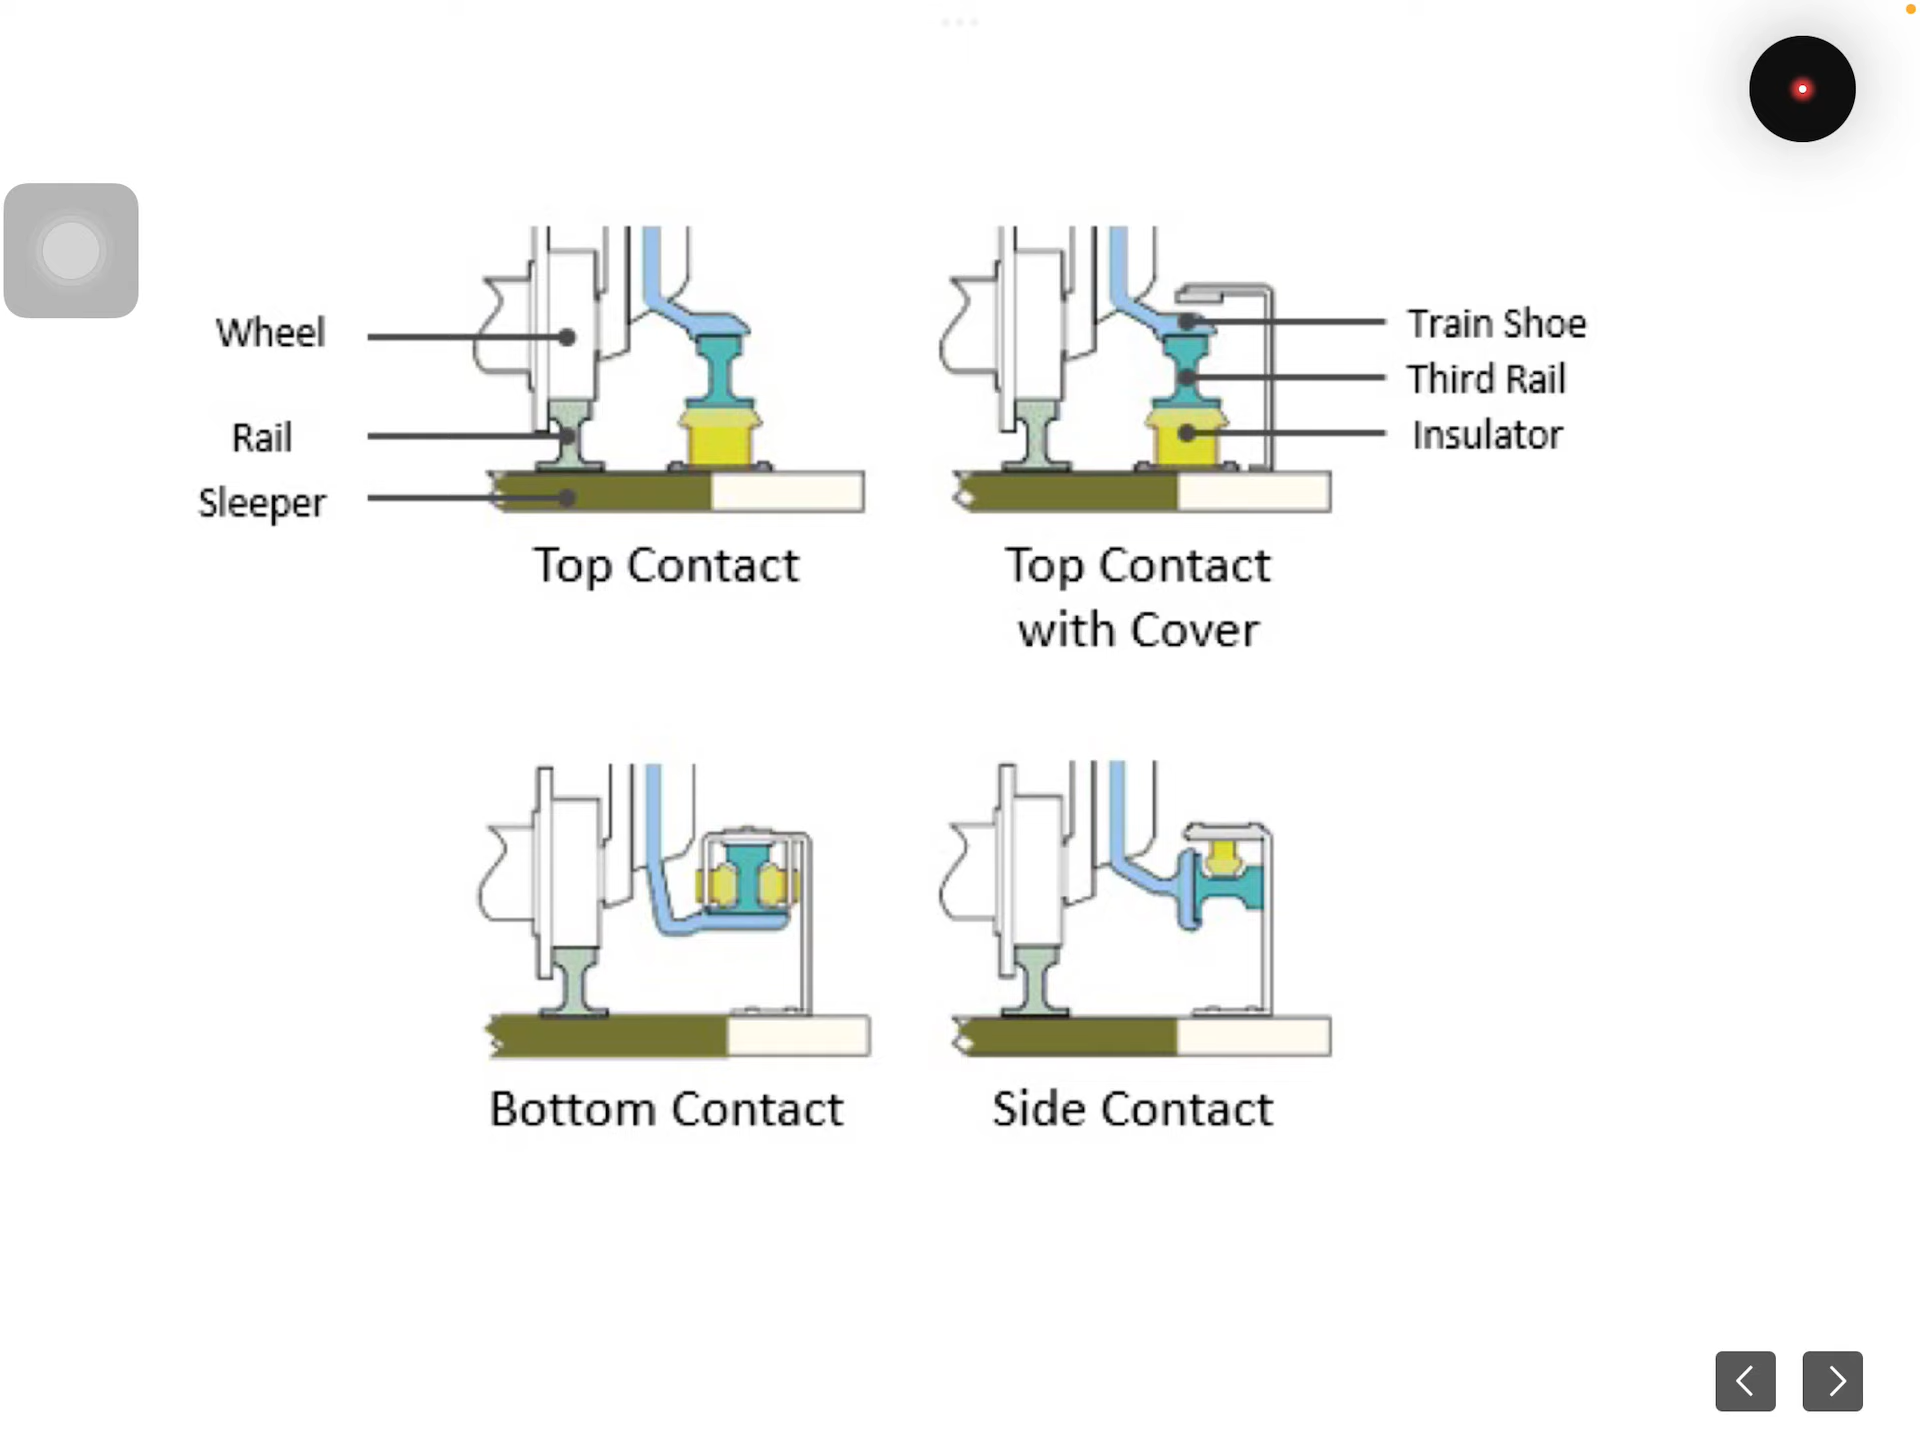 Wheel
Rail
Sleeper
Train Shoe
Third Rail
Insulator
Top Contact
Top Contact
with Cover
Bottom Contact
Side Contact